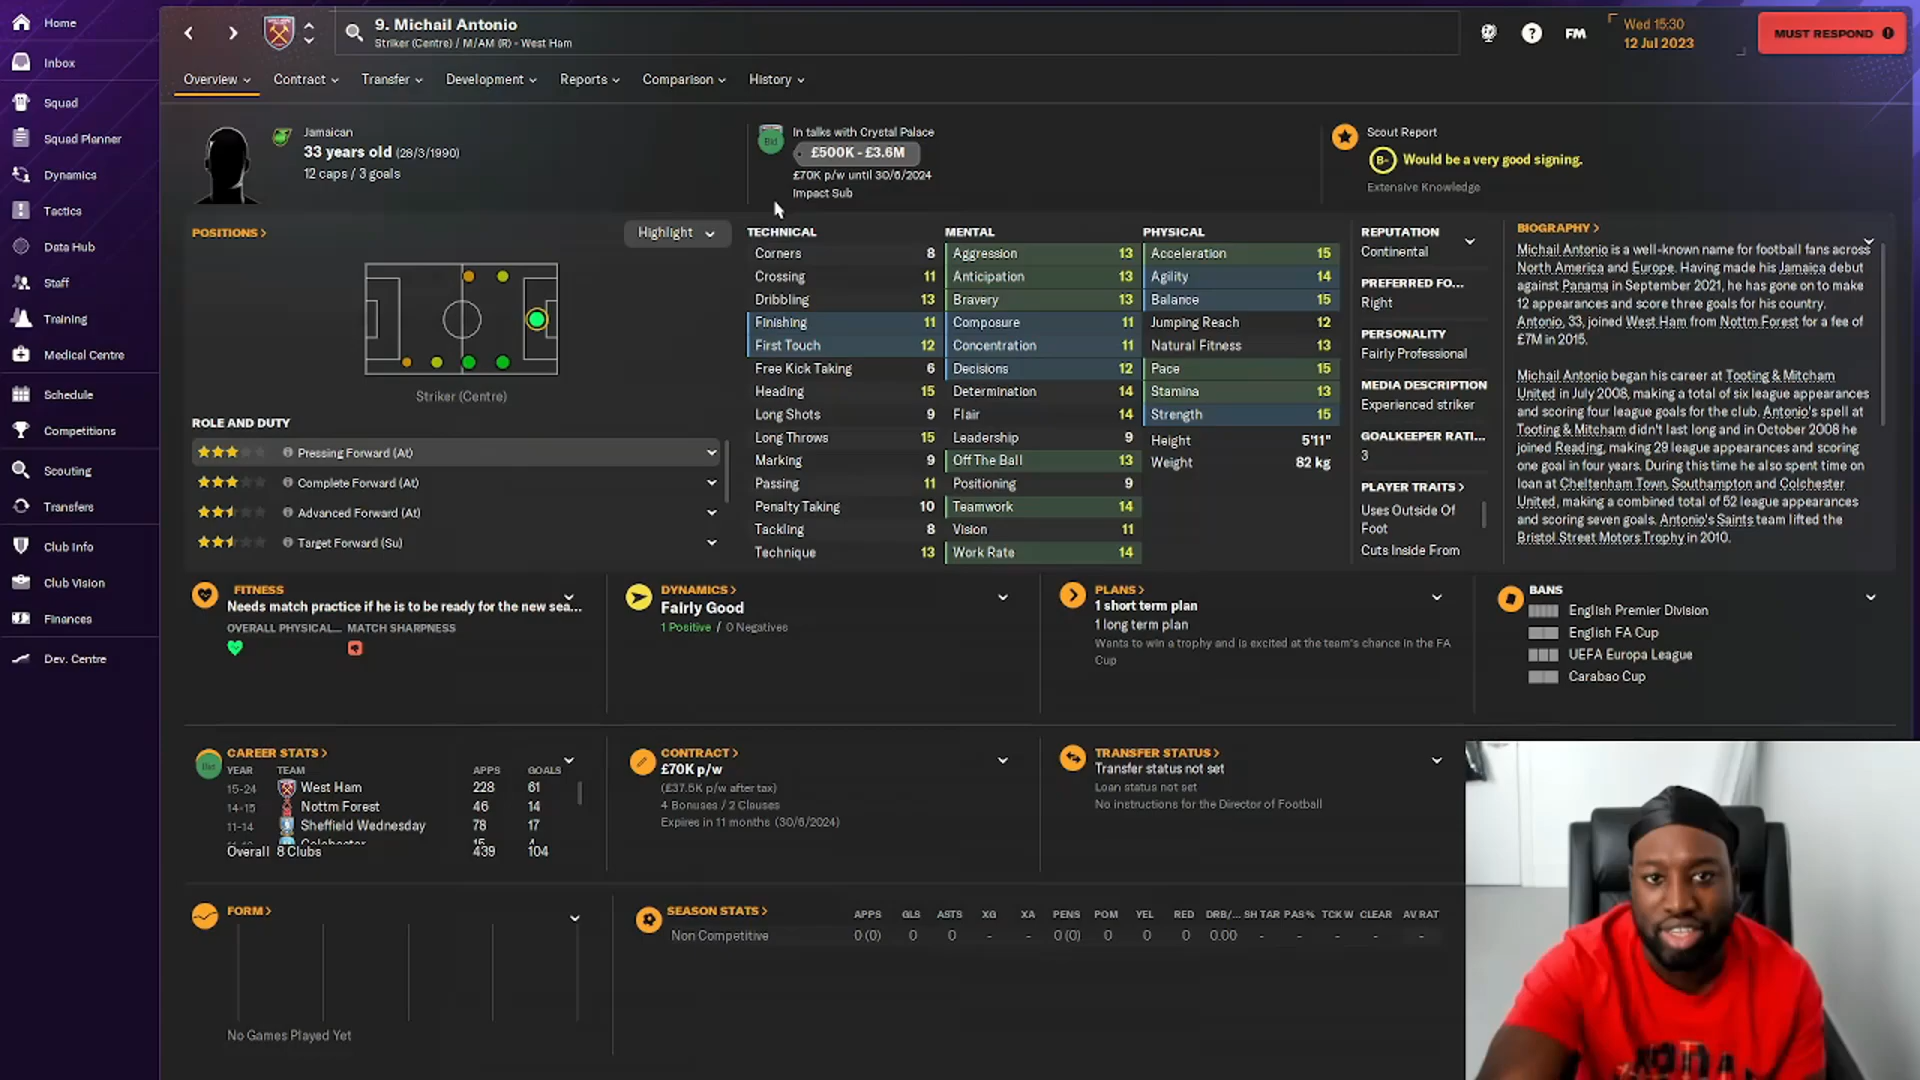 Home
Inbox
Squad
Squad Planner
Dynamics
Tactics
Data Hub
Staff
Training
Medical Centre
Schedule
Competitions
Scouting
Transfers
Club Info
Club Vision
Finances
Dev. Centre
9. Michail Antonio
Striker (Centre) / M/AM (R) - West Ham
FM
Wed 15:30
12 Jul 2023
MUST RESPOND
Overview
Contract
Transfer
Development
Reports
Comparison
History
Jamaican
33 years old (28/3/1990)
12 caps / 3 goals
Bid
In talks with Crystal Palace
£500K - £3.6M
£70K p/w until 30/6/2024
Impact Sub
Scout Report
B- Would be a very good signing.
Extensive Knowledge
POSITIONS >
Highlight
Striker (Centre)
ROLE AND DUTY
Pressing Forward (At)
Complete Forward (At)
Advanced Forward (At)
Target Forward (Su)
TECHNICAL
Corners 8
Crossing 11
Dribbling 13
Finishing 11
First Touch 12
Free Kick Taking 6
Heading 15
Long Shots 9
Long Throws 15
Marking 9
Passing 11
Penalty Taking 10
Tackling 8
Technique 13
MENTAL
Aggression 13
Anticipation 13
Bravery 13
Composure 11
Concentration 11
Decisions 12
Determination 14
Flair 14
Leadership 9
Off The Ball 13
Positioning 9
Teamwork 14
Vision 11
Work Rate 14
PHYSICAL
Acceleration 15
Agility 14
Balance 15
Jumping Reach 12
Natural Fitness 13
Pace 15
Stamina 13
Strength 15
Height 5'11"
Weight 82 kg
REPUTATION
Continental
PREFERRED FO...
Right
PERSONALITY
Fairly Professional
MEDIA DESCRIPTION
Experienced striker
GOALKEEPER RATI...
3
PLAYER TRAITS >
Uses Outside Of
Foot
Cuts Inside From
BIOGRAPHY >
Michail Antonio is a well-known name for football fans across
North America and Europe. Having made his Jamaica debut
against Panama in September 2021, he has gone on to make
12 appearances and score three goals for his country.
Antonio, 33, joined West Ham from Nottm Forest for a fee of
£7M in 2015.
Michail Antonio began his career at Tooting & Mitcham
United in July 2008, making a total of six league appearances
and scoring four league goals for the club. Antonio's spell at
Tooting & Mitcham didn't last long and in October 2008 he
joined Reading, making 29 league appearances and scoring
one goal in four years. During this time he also spent time on
loan at Cheltenham Town, Southampton and Colchester
United, making a combined total of 52 league appearances
and scoring seven goals. Antonio's Saints team lifted the
Bristol Street Motors Trophy in 2010.
FITNESS
Needs match practice if he is to be ready for the new sea...
OVERALL PHYSICAL... MATCH SHARPNESS
DYNAMICS >
Fairly Good
1 Positive / 0 Negatives
PLANS >
1 short term plan
1 long term plan
Wants to win a trophy and is excited at the team's chance in the FA
Cup
BANS
English Premier Division
English FA Cup
UEFA Europa League
Carabao Cup
Bid
CAREER STATS >
YEAR TEAM APPS GOALS
15-24 West Ham 228 61
14-15 Nottm Forest 46 14
11-14 Sheffield Wednesday 78 17
Colchester 15 4
Overall 8 Clubs 439 104
CONTRACT >
£70K p/w
(£37.5K p/w after tax)
4 Bonuses / 2 Clauses
Expires in 11 months (30/6/2024)
TRANSFER STATUS >
Transfer status not set
Loan status not set
No instructions for the Director of Football
FORM >
No Games Played Yet
SEASON STATS >
APPS GLS ASTS XG XA PENS POM YEL RED DRB/... SH TAR PAS% TCK W CLEAR AV RAT
Non Competitive 0 (0) 0 0 - - 0 (0) 0 0 0 0.00 - - - - -